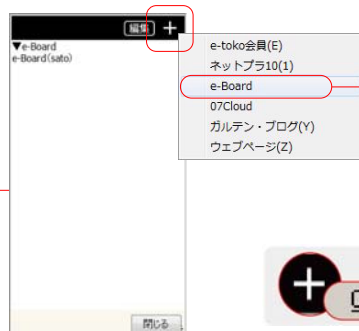 編集
▼e-Board
e-Board(sato)
e-toko会員(E)
ネットプラ10(1)
e-Board
07Cloud
ガルテン・ブログ(Y)
ウェブページ(Z)
閉じる